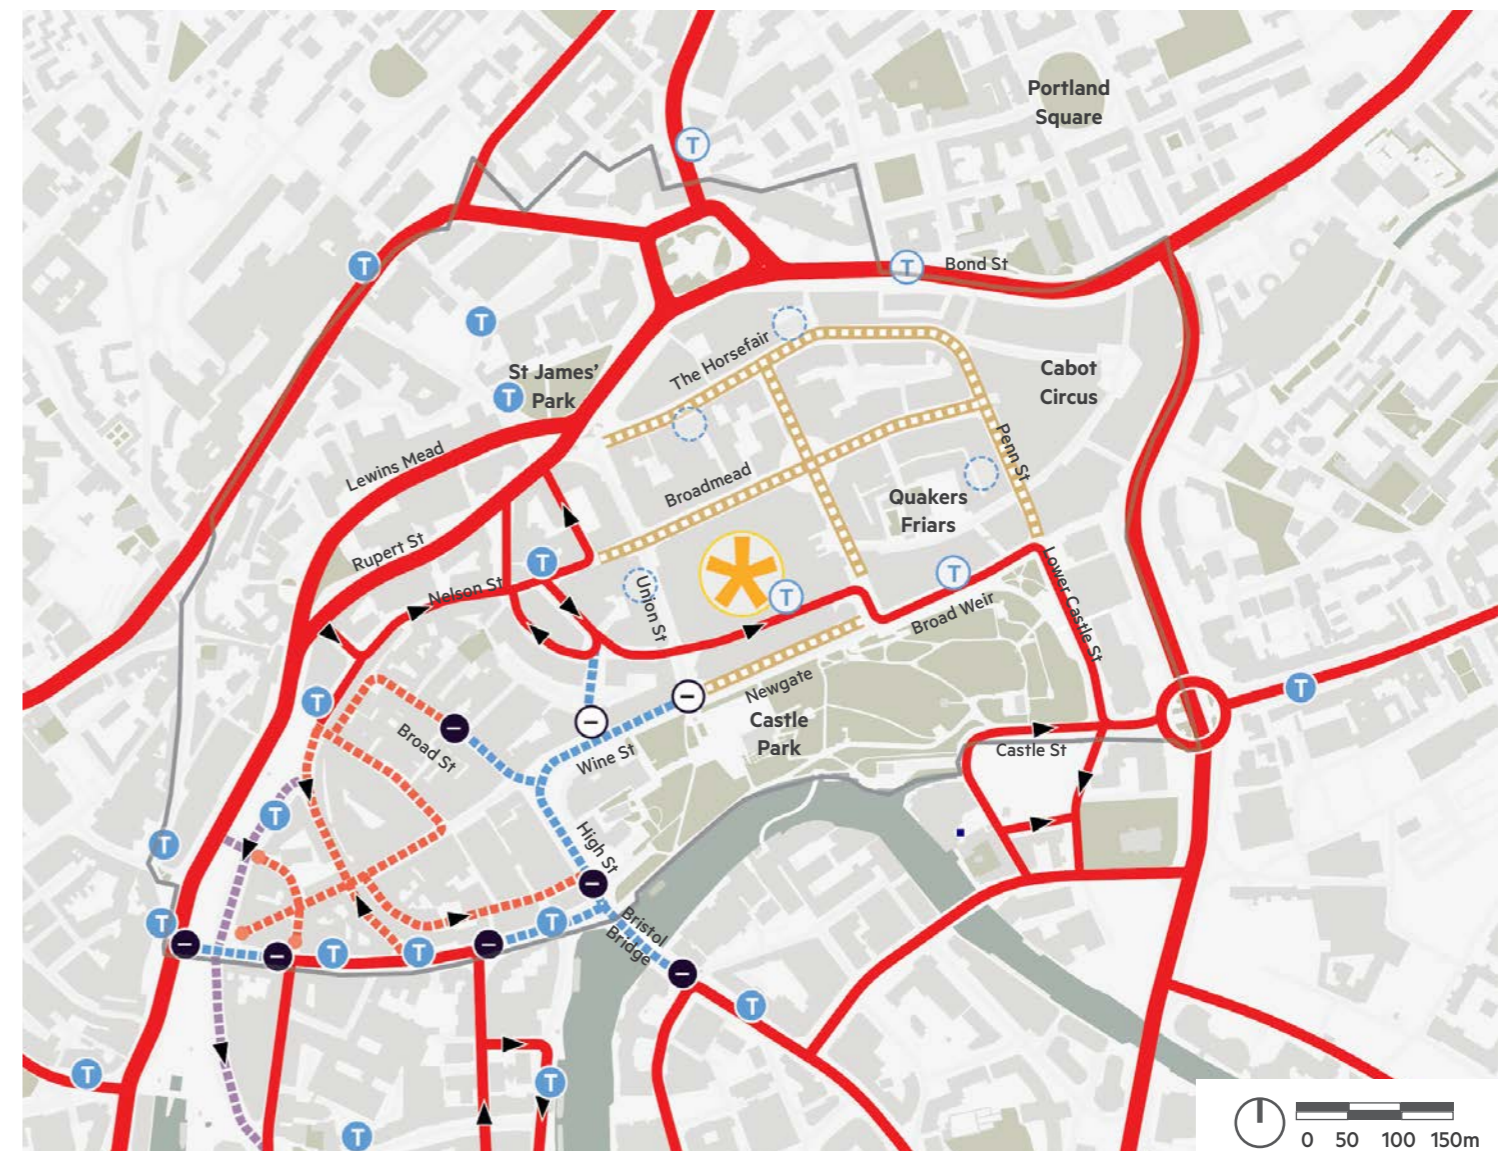 Portland
Square
T
T
T
Bond St
T
The Horsefair
St James'
Park
T
Cabot
Circus
Lewins Mead
Penn St
Broadmead
Quakers
Friars
Rupert St
T
T
T
Nelson St
Union St
Broad Weir
Lower Castle St
Newgate
T
T
Castle
Park
Broad St
Wine St
Castle St
T
T
High St
T
T
T
T
Bristol
Bridge
T
T
T
T
0 50 100 150m